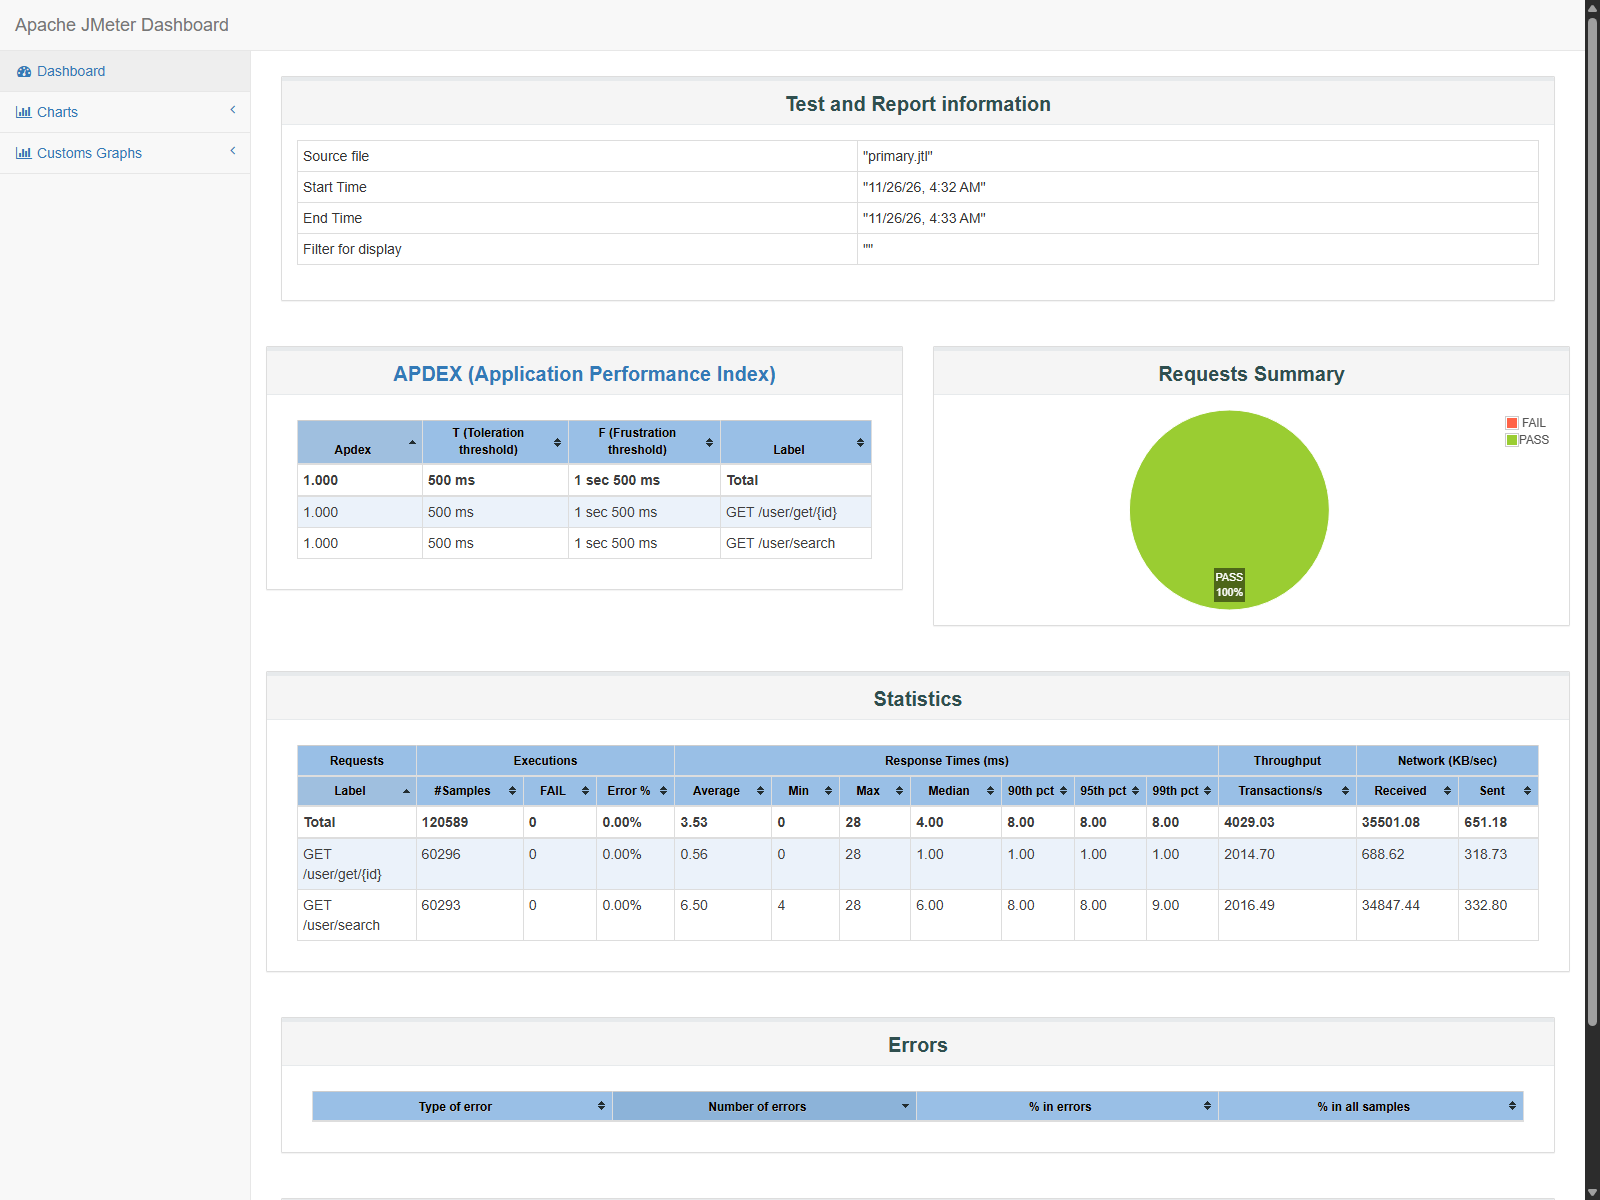 Apache JMeter Dashboard
Dashboard
Charts
Customs Graphs
Test and Report information
Source file "primary.jtl"
Start Time "11/26/26, 4:32 AM"
End Time "11/26/26, 4:33 AM"
Filter for display ""
APDEX (Application Performance Index)
Apdex T (Toleration threshold) F (Frustration threshold) Label
1.000 500 ms 1 sec 500 ms Total
1.000 500 ms 1 sec 500 ms GET /user/get/{id}
1.000 500 ms 1 sec 500 ms GET /user/search
Requests Summary
FAIL
PASS
PASS
100%
Statistics
Requests Executions Response Times (ms) Throughput Network (KB/sec)
Label #Samples FAIL Error % Average Min Max Median 90th pct 95th pct 99th pct Transactions/s Received Sent
Total 120589 0 0.00% 3.53 0 28 4.00 8.00 8.00 8.00 4029.03 35501.08 651.18
GET /user/get/{id} 60296 0 0.00% 0.56 0 28 1.00 1.00 1.00 1.00 2014.70 688.62 318.73
GET /user/search 60293 0 0.00% 6.50 4 28 6.00 8.00 8.00 9.00 2016.49 34847.44 332.80
Errors
Type of error Number of errors % in errors % in all samples